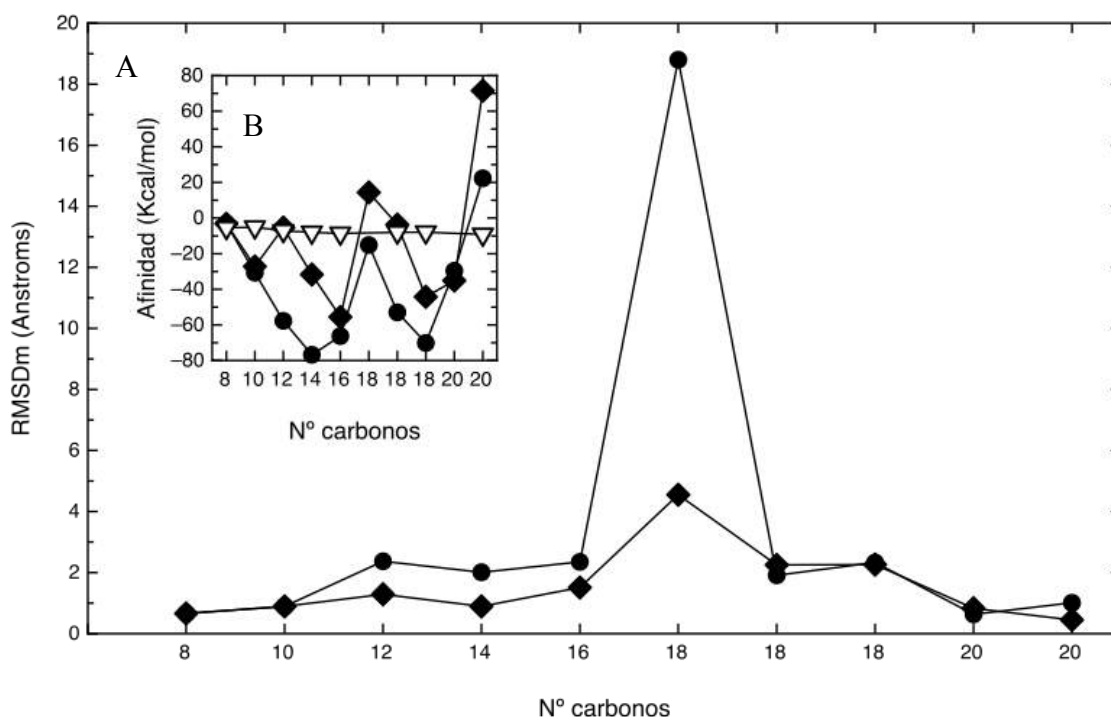 A
B
20
18
16
14
12
10
8
6
4
2
0
RMSDm (Anstroms)
80
60
40
20
0
−20
−40
−60
−80
Afinidad (Kcal/mol)
8 10 12 14 16 18 18 18 20 20
Nº carbonos
8 10 12 14 16 18 18 18 20 20
Nº carbonos